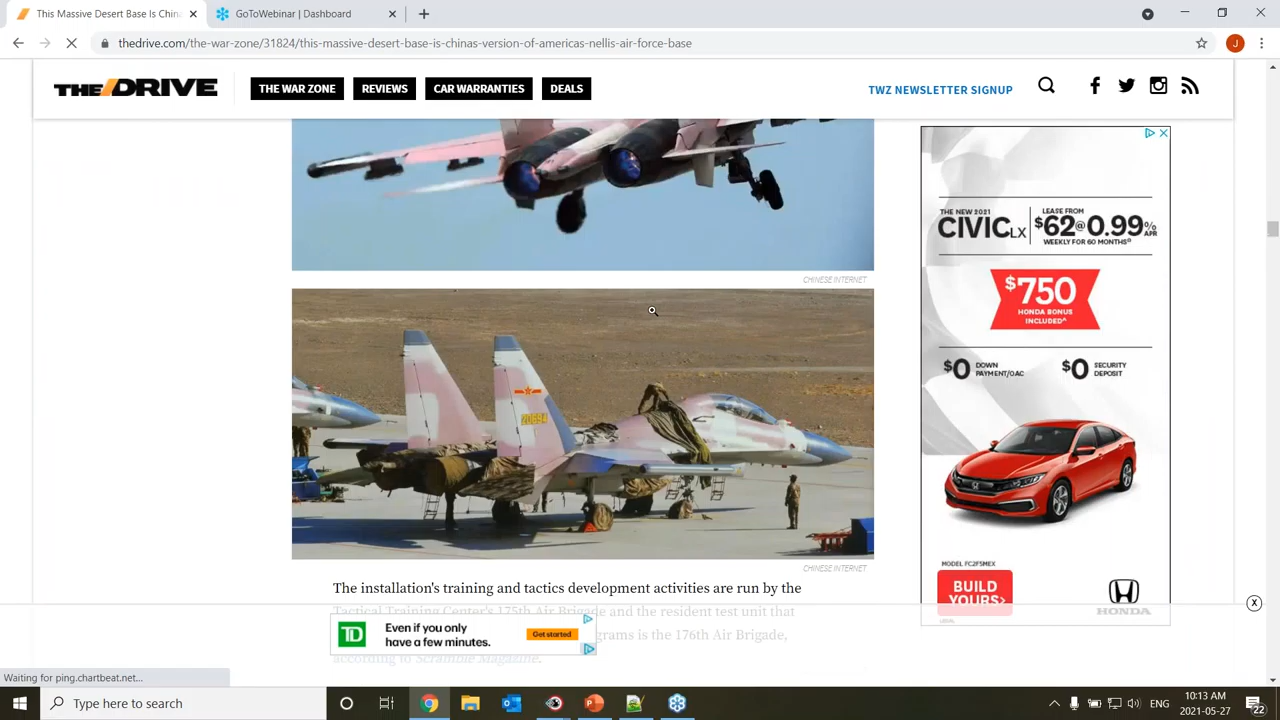 This Massive Desert Base Is China
GoToWebinar | Dashboard
thedrive.com/the-war-zone/31824/this-massive-desert-base-is-chinas-version-of-americas-nellis-air-force-base
J
THE DRIVE
THE WAR ZONE
REVIEWS
CAR WARRANTIES
DEALS
TWZ NEWSLETTER SIGNUP
CHINESE INTERNET
20694
CHINESE INTERNET
The installation's training and tactics development activities are run by the
Tactical Training Center's 175th Air Brigade and the resident test unit that
grams is the 176th Air Brigade,
according to Scramble Magazine.
THE NEW 2021
CIVIC LX
LEASE FROM
$62@0.99%
APR
WEEKLY FOR 60 MONTHS
$750
HONDA BONUS
INCLUDED^
$0 DOWN
PAYMENT/OAC
$0 SECURITY
DEPOSIT
MODEL FC2F5MEX
BUILD
YOURS>
HONDA
LEGAL
TD
Even if you only
have a few minutes.
Get started
Waiting for ping.chartbeat.net...
Type here to search
ENG
10:13 AM
2021-05-27
22